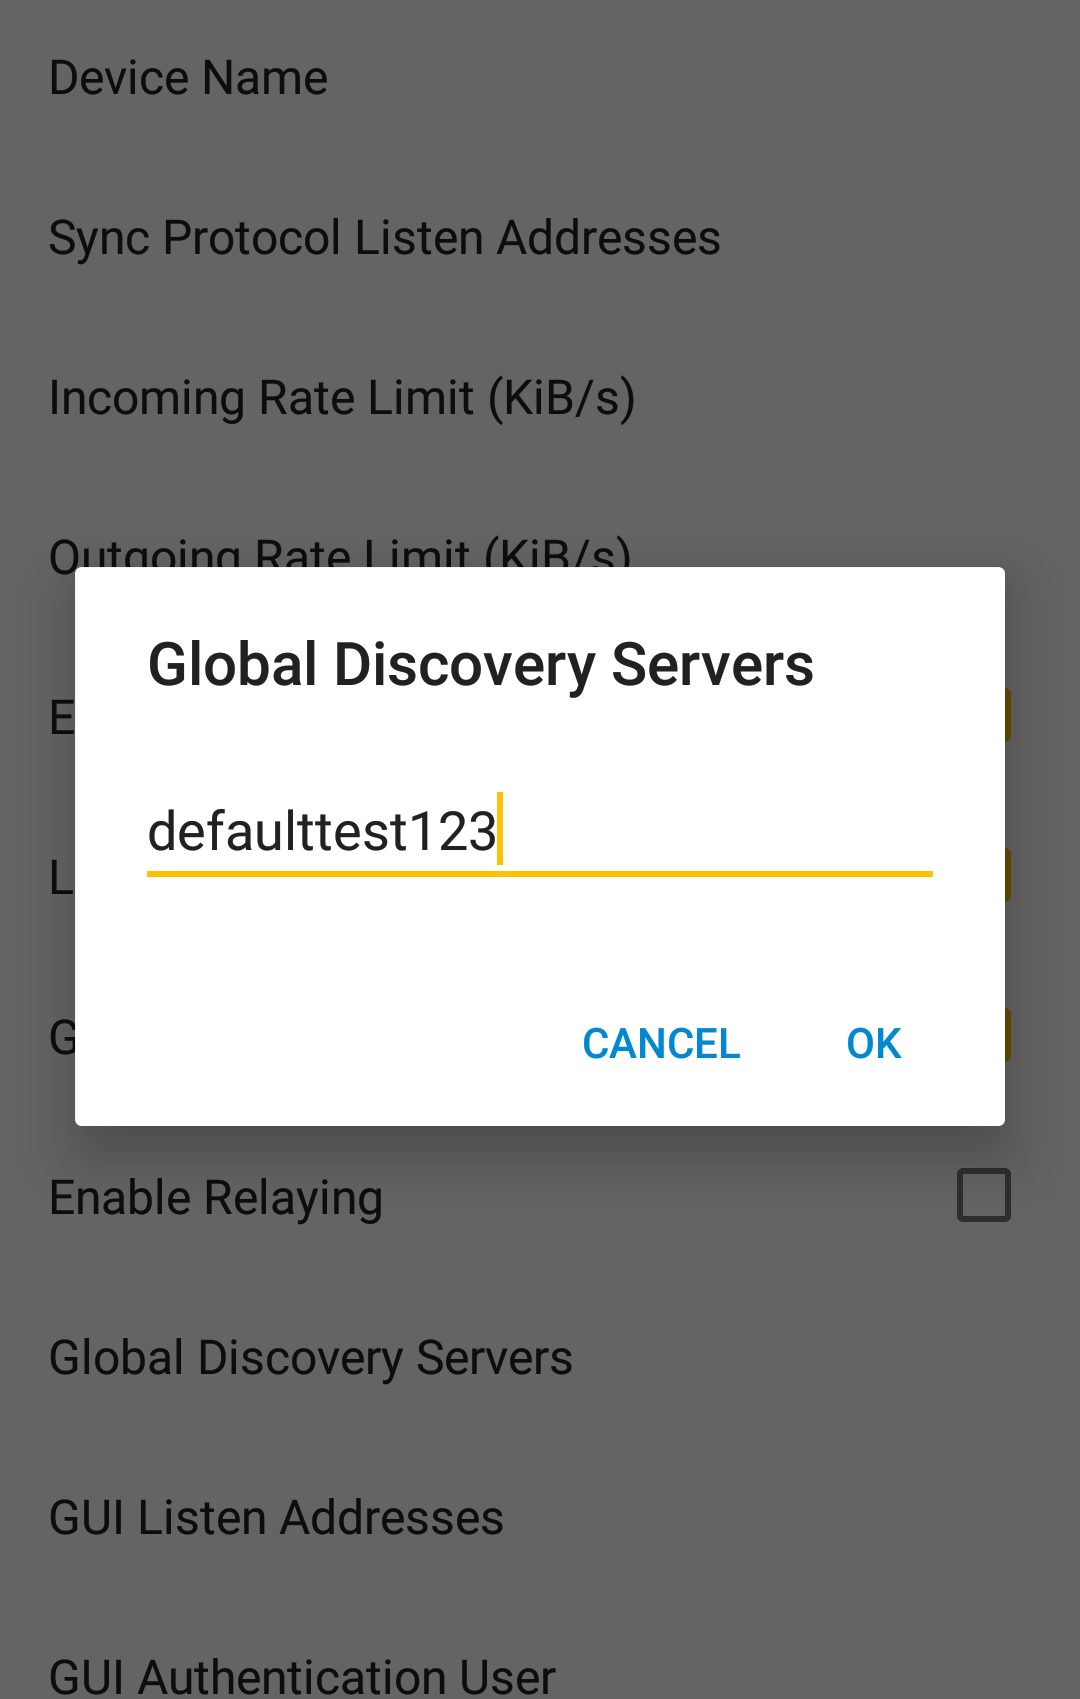 Device Name
Sync Protocol Listen Addresses
Incoming Rate Limit (KiB/s)
Outgoing Rate Limit (KiB/s)
Global Discovery Servers
E
defaulttest123
L
G
CANCEL OK
Enable Relaying
Global Discovery Servers
GUI Listen Addresses
GUI Authentication User